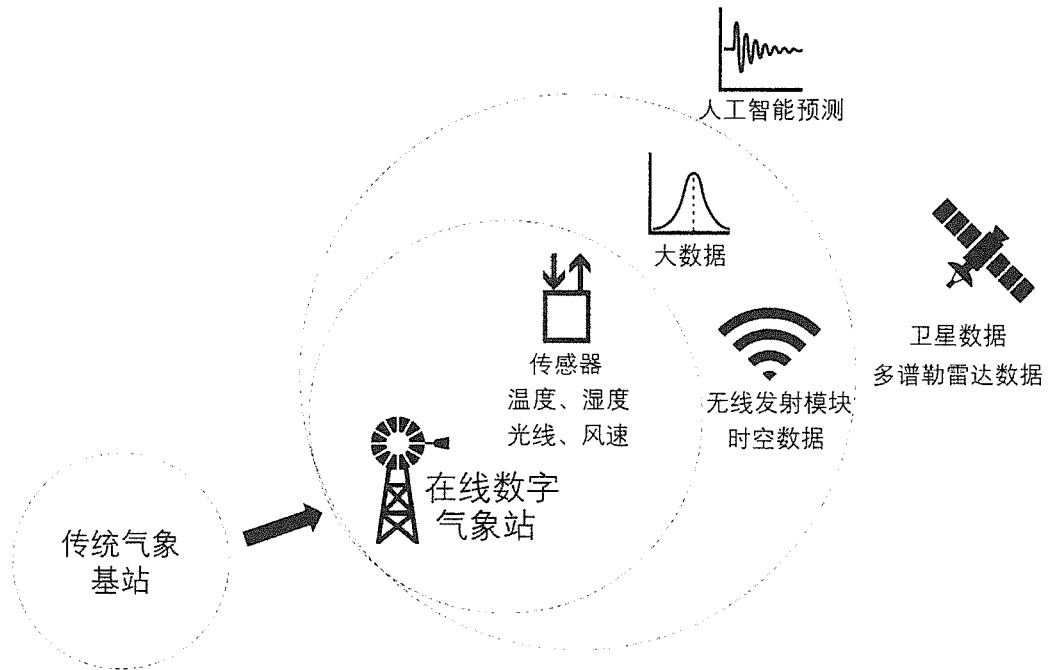 人工智能预测
大数据
卫星数据
多谱勒雷达数据
传感器
温度、湿度
光线、风速
无线发射模块
时空数据
在线数字
气象站
传统气象
基站